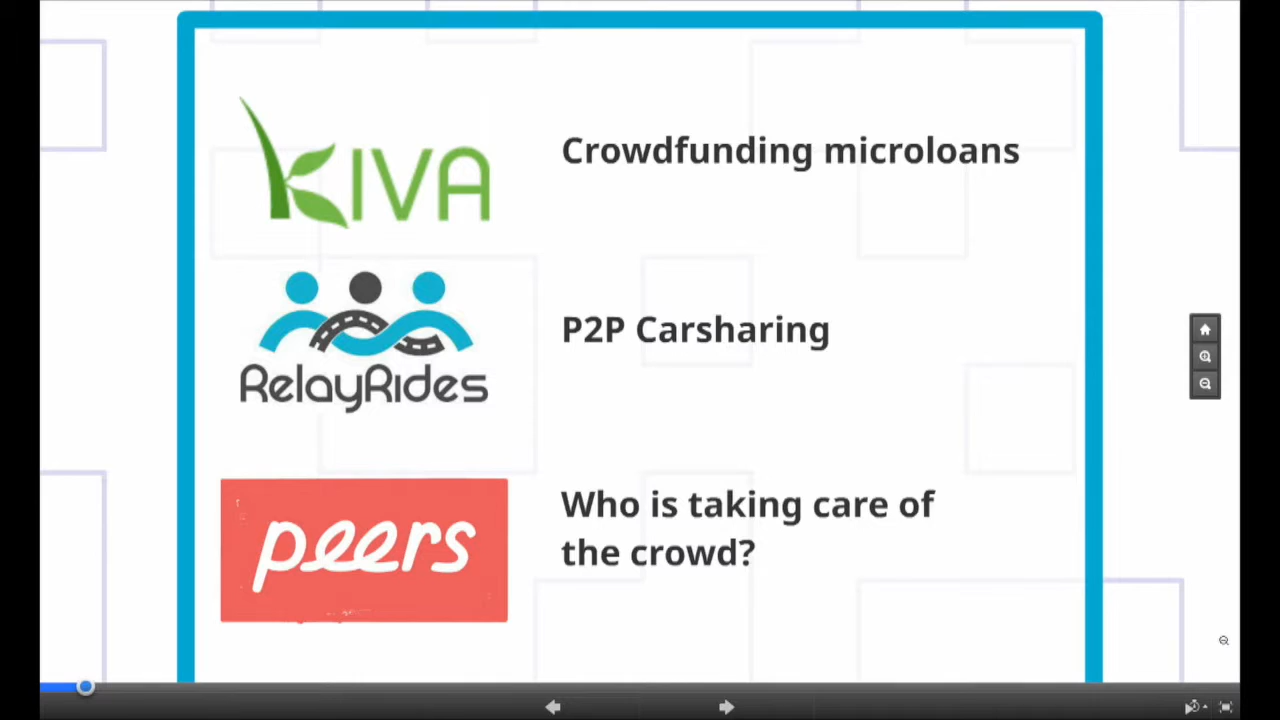 KIVA
Crowdfunding microloans
RelayRides
P2P Carsharing
peers
Who is taking care of
the crowd?